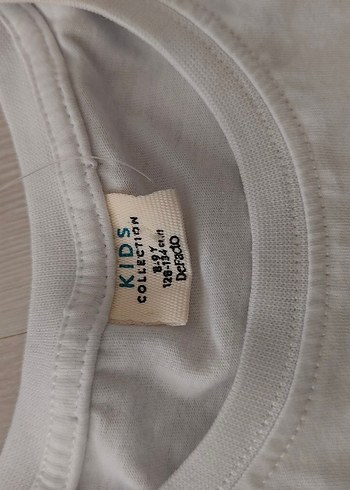 KIDS
COLLECTION
8-9 Y
128-134 cm
DeFacto